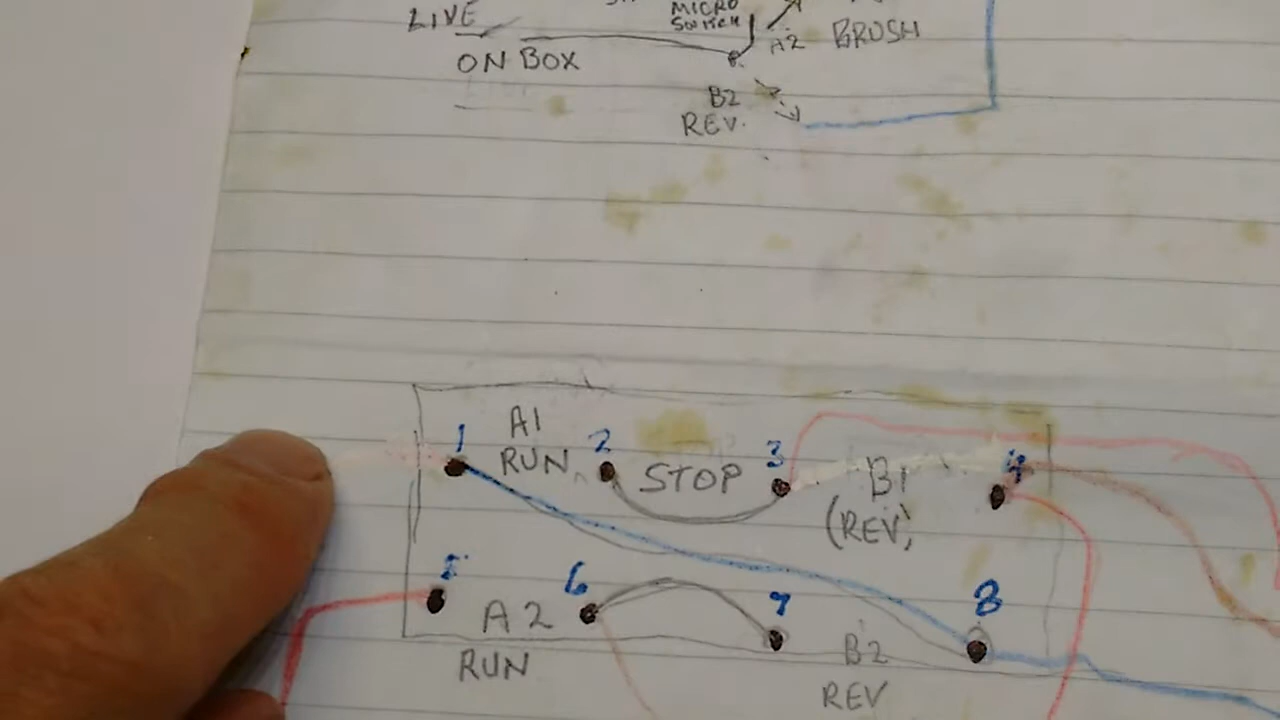 LIVE
MICRO
SWITCH
A2 BRUSH
ON BOX
B2
REV.
1 A1 2 3 4
RUN STOP B1
(REV)
5 6 7 8
A2 B2
RUN REV